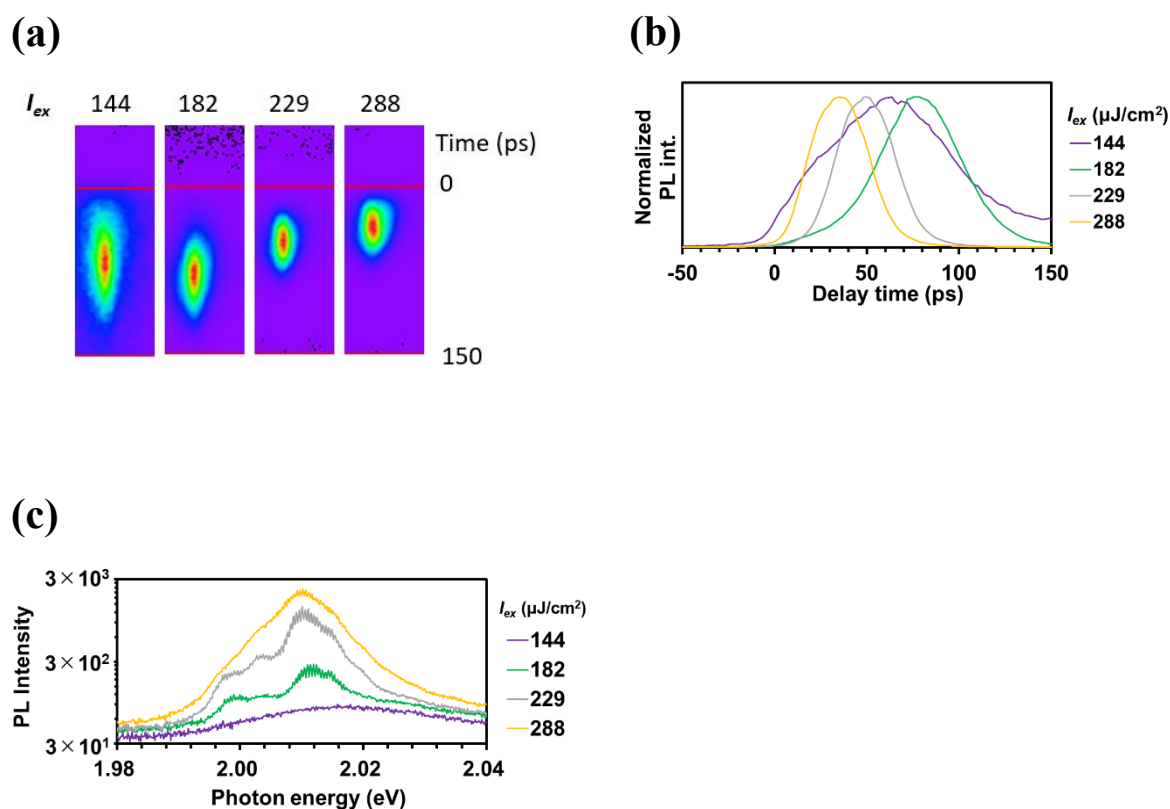 (a)
I_ex 144 182 229 288
Time (ps)
0
150
(b)
Normalized
PL int.
-50 0 50 100 150
Delay time (ps)
I_ex (μJ/cm²)
144
182
229
288
(c)
3×10³
3×10²
3×10¹
PL Intensity
1.98 2.00 2.02 2.04
Photon energy (eV)
I_ex (μJ/cm²)
144
182
229
288